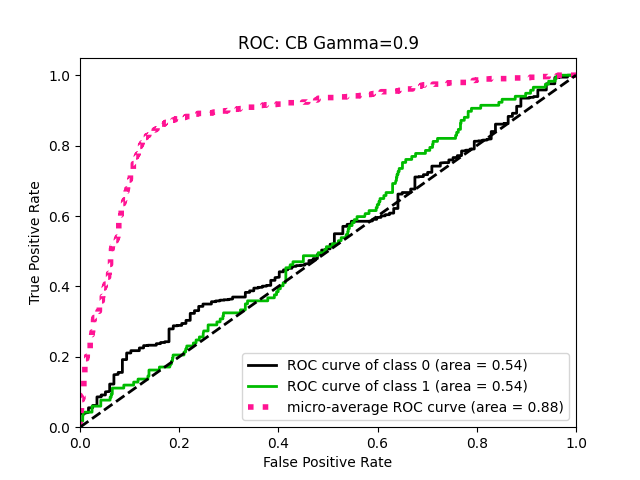 ROC: CB Gamma=0.9
1.0
0.8
0.6
0.4
0.2
0.0
True Positive Rate
ROC curve of class 0 (area = 0.54)
ROC curve of class 1 (area = 0.54)
micro-average ROC curve (area = 0.88)
0.0 0.2 0.4 0.6 0.8 1.0
False Positive Rate